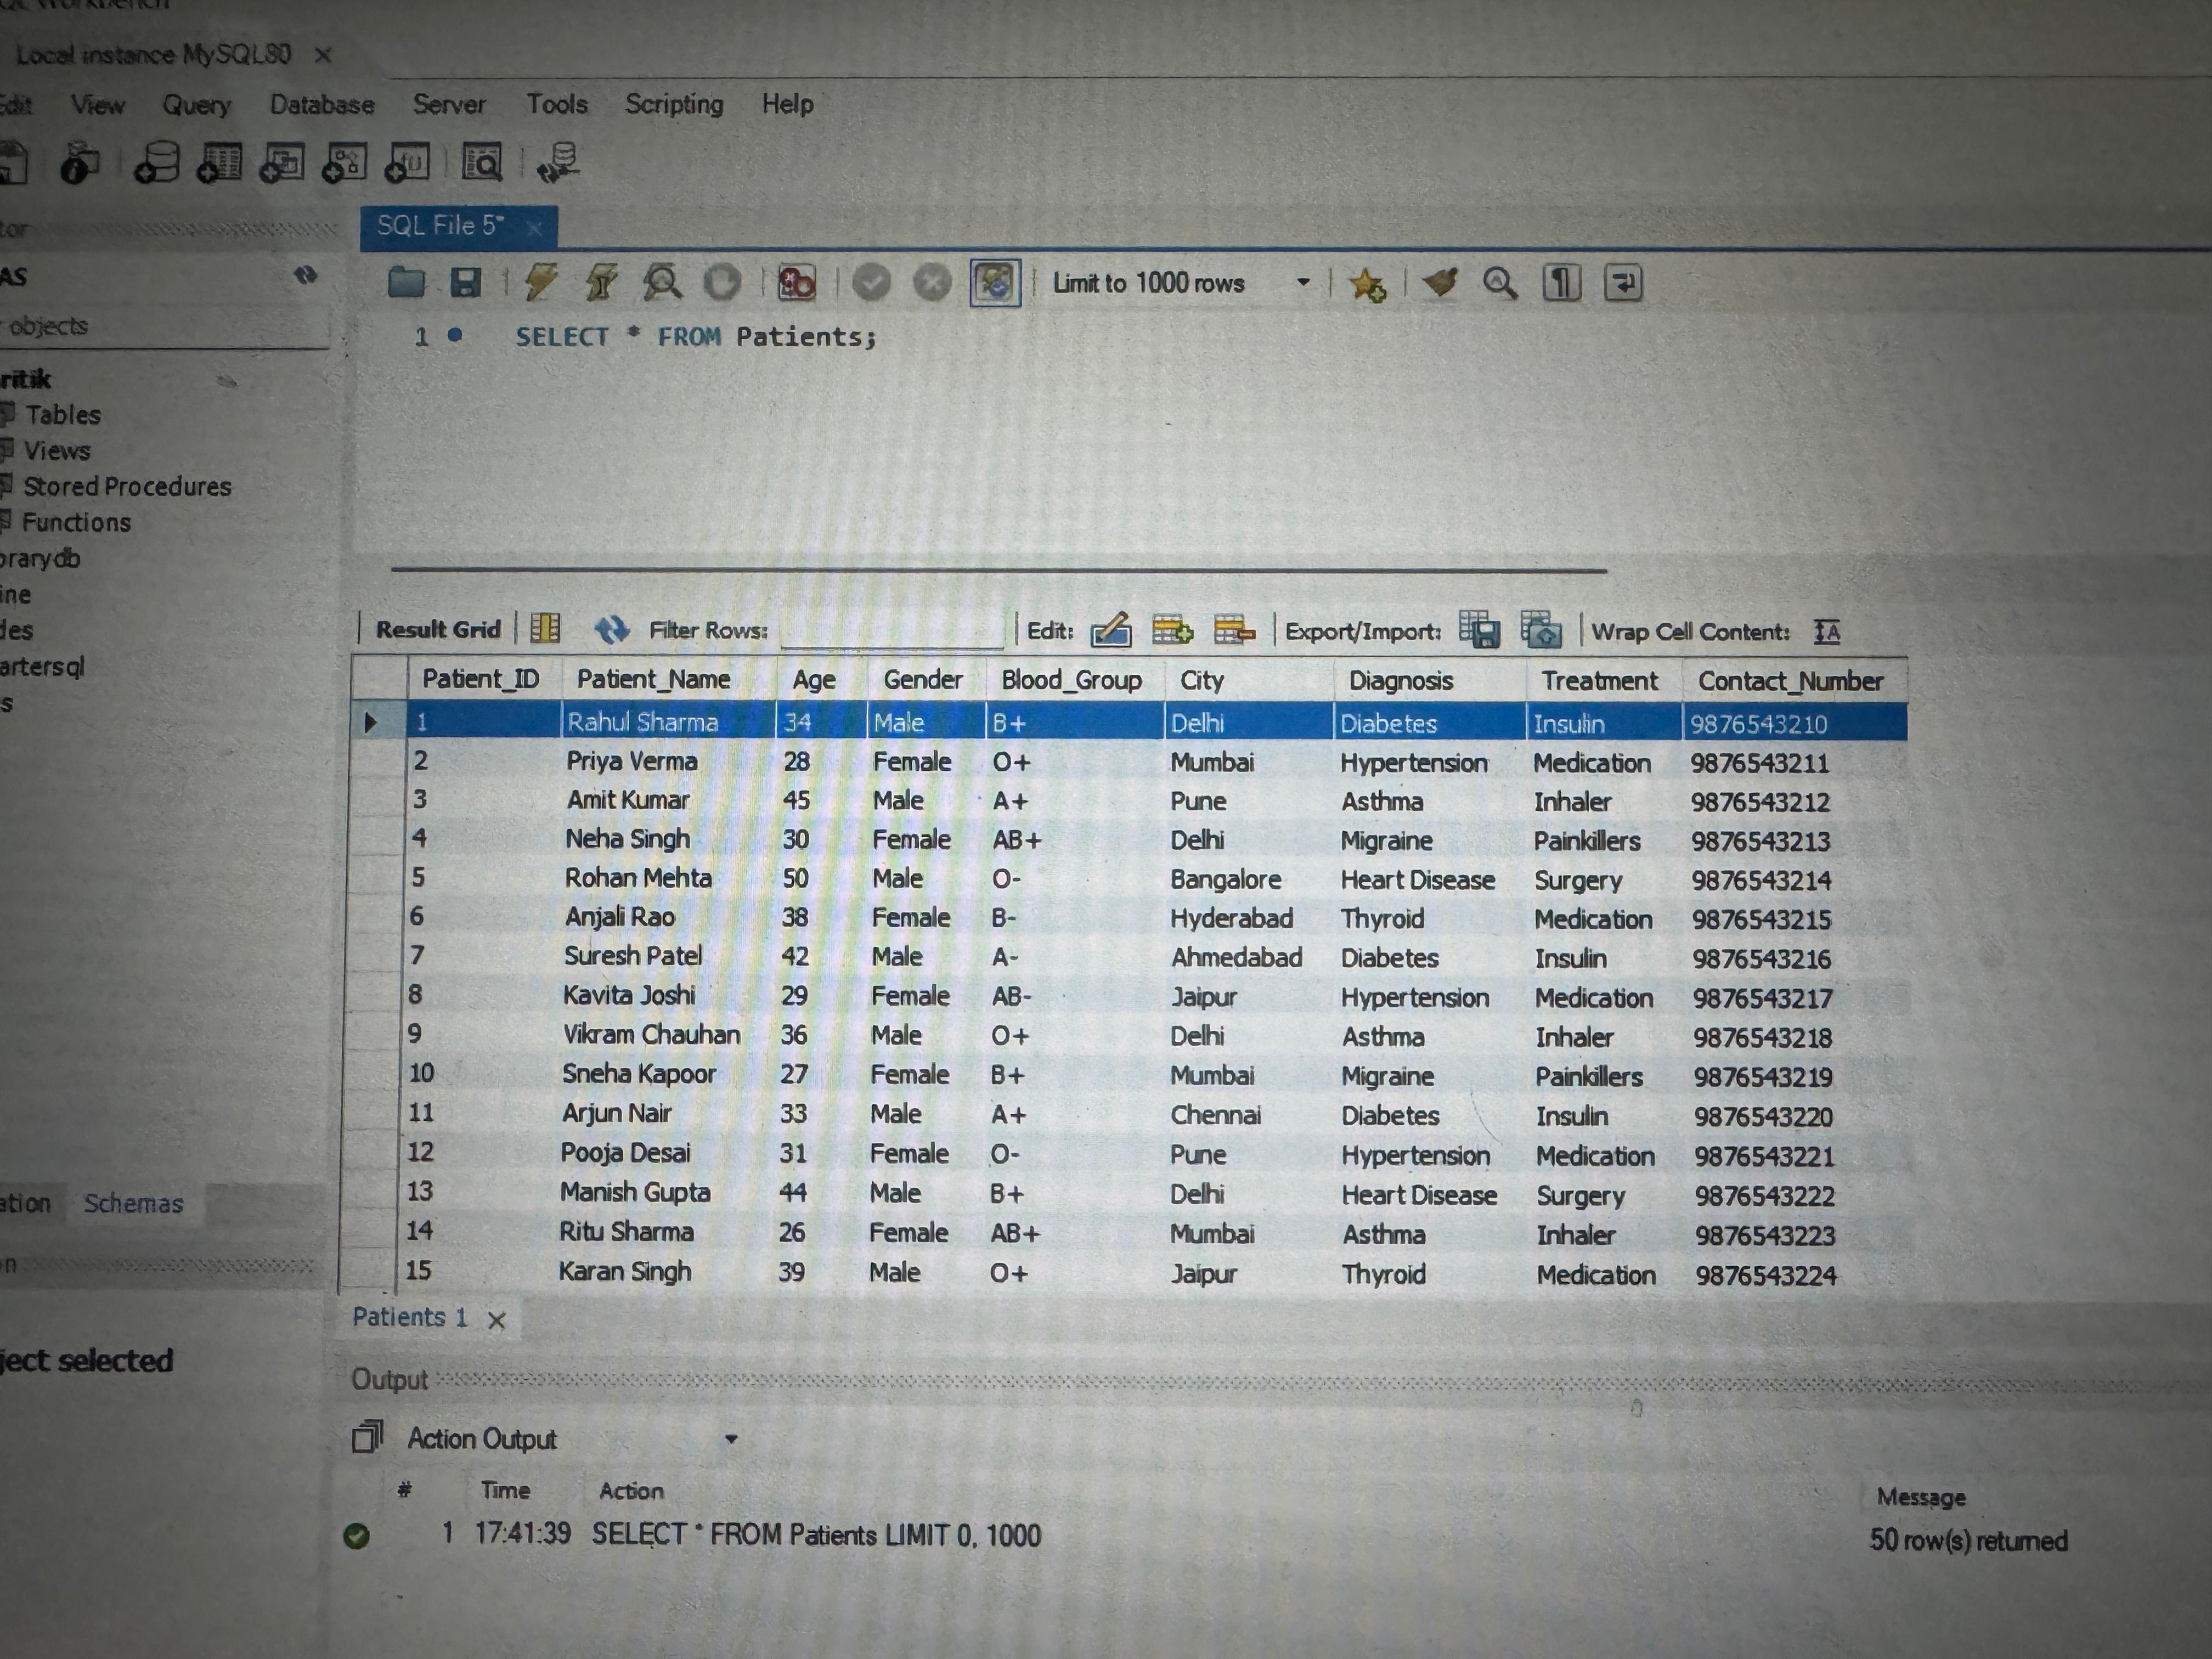 Local instance MySQL80 ×
Edit View Query Database Server Tools Scripting Help
SQL File 5*
Limit to 1000 rows
objects
1 SELECT * FROM Patients;
Tables
Views
Stored Procedures
Functions
Result Grid Filter Rows: Edit: Export/Import: Wrap Cell Content:
Patient_ID Patient_Name Age Gender Blood_Group City Diagnosis Treatment Contact_Number
1 Rahul Sharma 34 Male B+ Delhi Diabetes Insulin 9876543210
2 Priya Verma 28 Female O+ Mumbai Hypertension Medication 9876543211
3 Amit Kumar 45 Male A+ Pune Asthma Inhaler 9876543212
4 Neha Singh 30 Female AB+ Delhi Migraine Painkillers 9876543213
5 Rohan Mehta 50 Male O- Bangalore Heart Disease Surgery 9876543214
6 Anjali Rao 38 Female B- Hyderabad Thyroid Medication 9876543215
7 Suresh Patel 42 Male A- Ahmedabad Diabetes Insulin 9876543216
8 Kavita Joshi 29 Female AB- Jaipur Hypertension Medication 9876543217
9 Vikram Chauhan 36 Male O+ Delhi Asthma Inhaler 9876543218
10 Sneha Kapoor 27 Female B+ Mumbai Migraine Painkillers 9876543219
11 Arjun Nair 33 Male A+ Chennai Diabetes Insulin 9876543220
12 Pooja Desai 31 Female O- Pune Hypertension Medication 9876543221
13 Manish Gupta 44 Male B+ Delhi Heart Disease Surgery 9876543222
14 Ritu Sharma 26 Female AB+ Mumbai Asthma Inhaler 9876543223
15 Karan Singh 39 Male O+ Jaipur Thyroid Medication 9876543224
Schemas
Patients 1 ×
selected
Output
Action Output
# Time Action Message
1 17:41:39 SELECT * FROM Patients LIMIT 0, 1000 50 row(s) returned